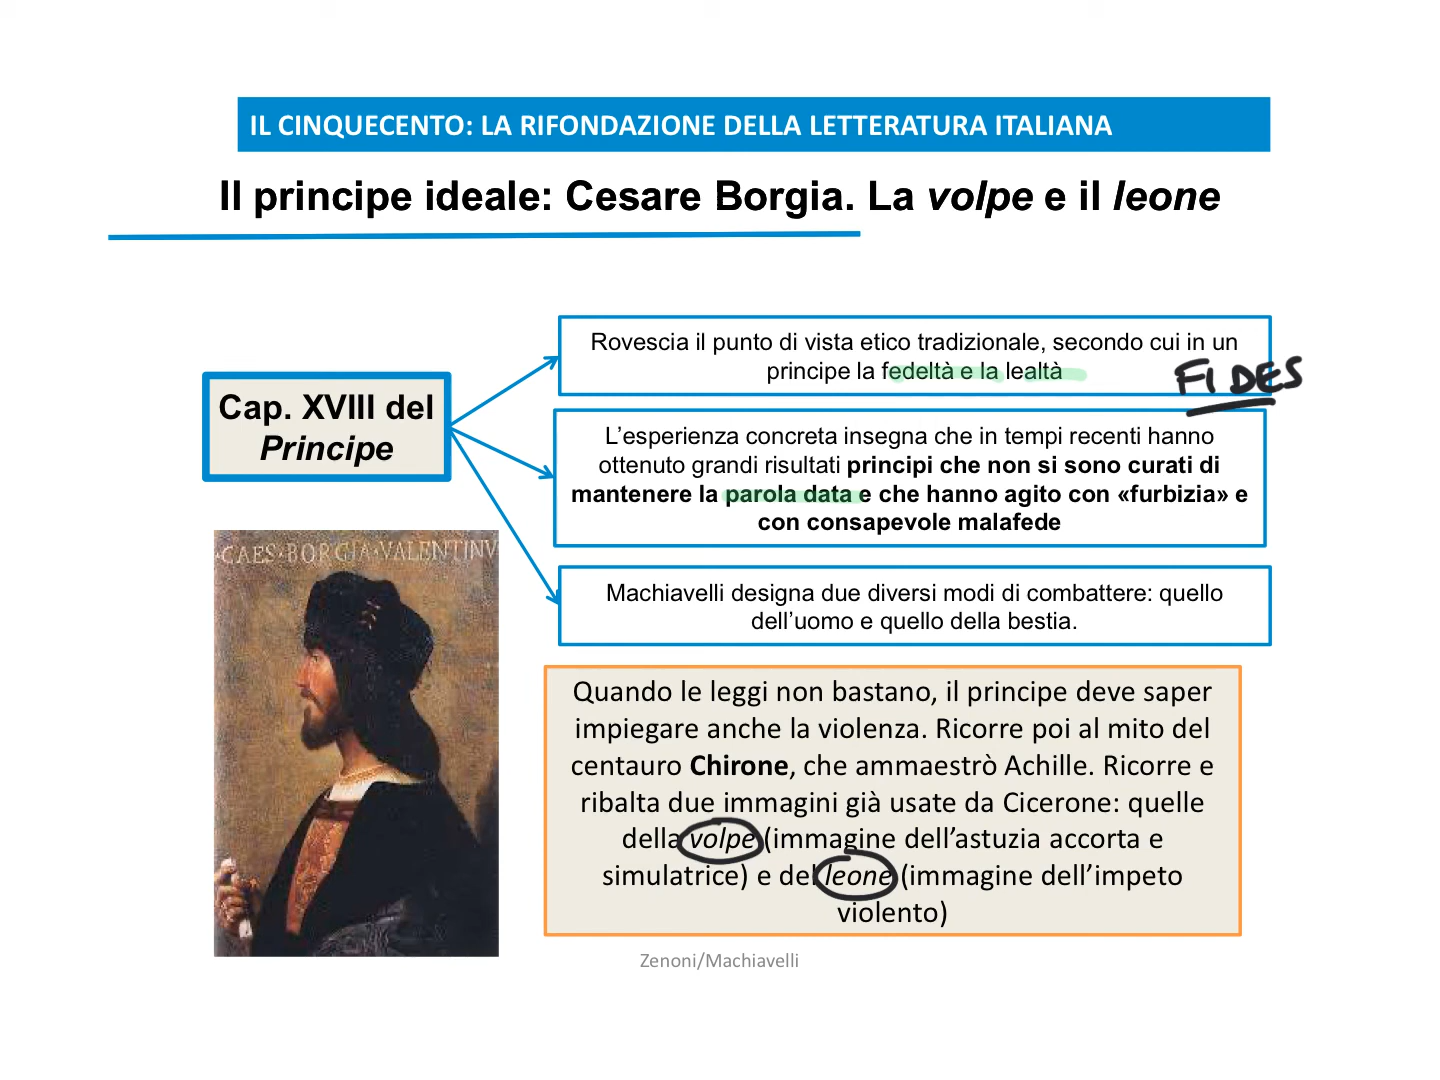 IL CINQUECENTO: LA RIFONDAZIONE DELLA LETTERATURA ITALIANA
Il principe ideale: Cesare Borgia. La volpe e il leone
Rovescia il punto di vista etico tradizionale, secondo cui in un
principe la fedeltà e la lealtà
FIDES
Cap. XVIII del
Principe
L’esperienza concreta insegna che in tempi recenti hanno
ottenuto grandi risultati principi che non si sono curati di
mantenere la parola data e che hanno agito con «furbizia» e
con consapevole malafede
Machiavelli designa due diversi modi di combattere: quello
dell’uomo e quello della bestia.
CAES·BORGIA·VALENTINV
Quando le leggi non bastano, il principe deve saper
impiegare anche la violenza. Ricorre poi al mito del
centauro Chirone, che ammaestrò Achille. Ricorre e
ribalta due immagini già usate da Cicerone: quelle
della volpe (immagine dell’astuzia accorta e
simulatrice) e del leone (immagine dell’impeto
violento)
Zenoni/Machiavelli